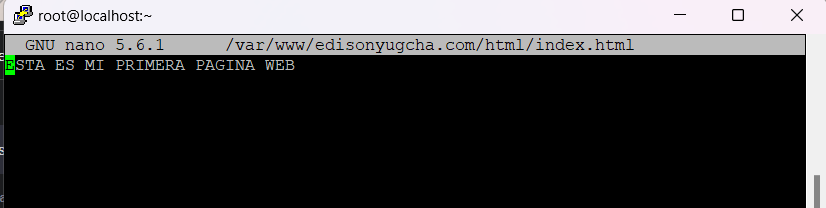 root@localhost:~
GNU nano 5.6.1 /var/www/edisonyugcha.com/html/index.html
ESTA ES MI PRIMERA PAGINA WEB